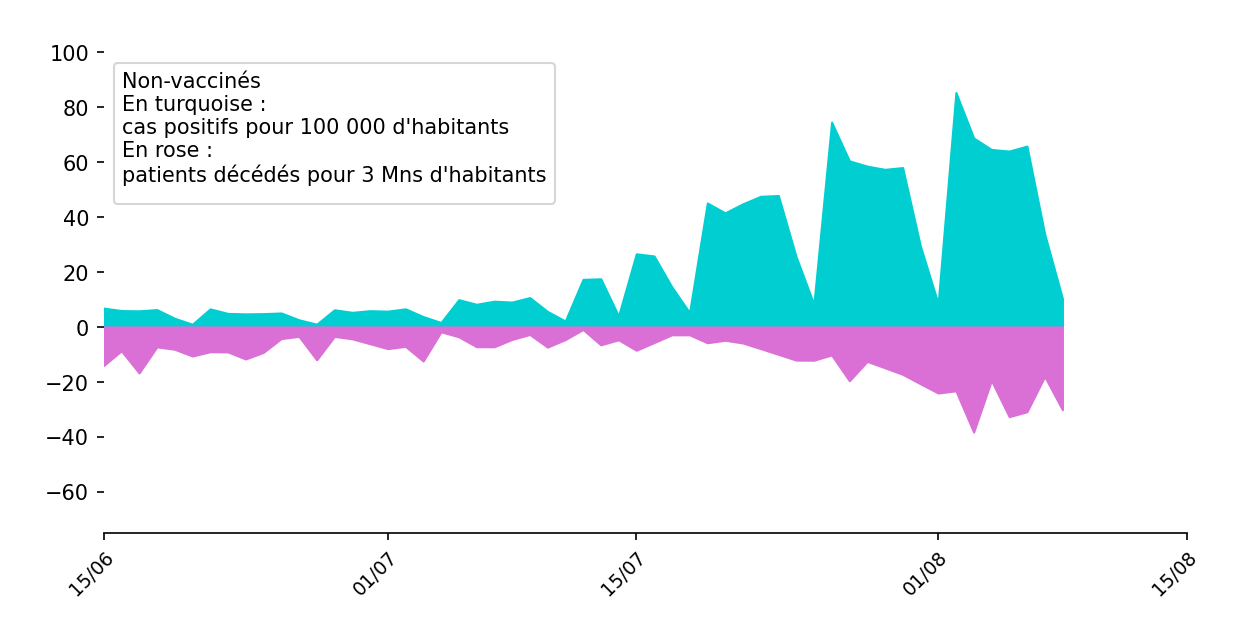 100
80
60
40
20
0
−20
−40
−60
Non-vaccinés
En turquoise :
cas positifs pour 100 000 d'habitants
En rose :
patients décédés pour 3 Mns d'habitants
15/06
01/07
15/07
01/08
15/08